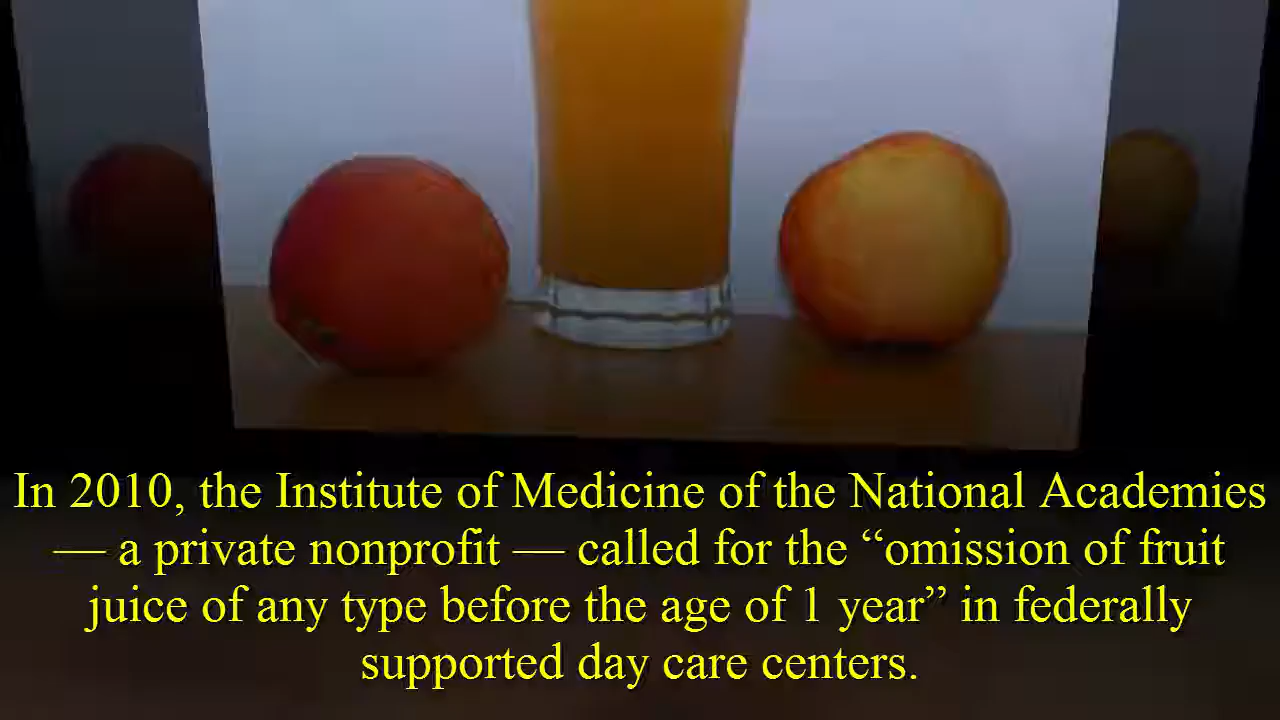 In 2010, the Institute of Medicine of the National Academies
— a private nonprofit — called for the “omission of fruit
juice of any type before the age of 1 year” in federally
supported day care centers.